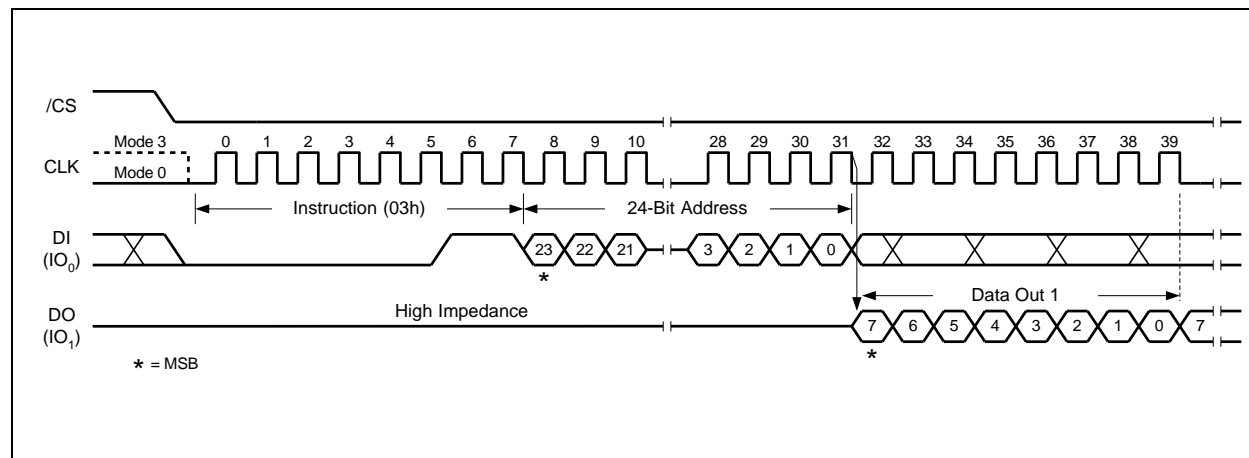 /CS
Mode 3
0 1 2 3 4 5 6 7 8 9 10 28 29 30 31 32 33 34 35 36 37 38 39
CLK
Mode 0
Instruction (03h) 24-Bit Address
DI
(IO0)
23 22 21 3 2 1 0
*
High Impedance
Data Out 1
DO
(IO1)
7 6 5 4 3 2 1 0 7
*
* = MSB